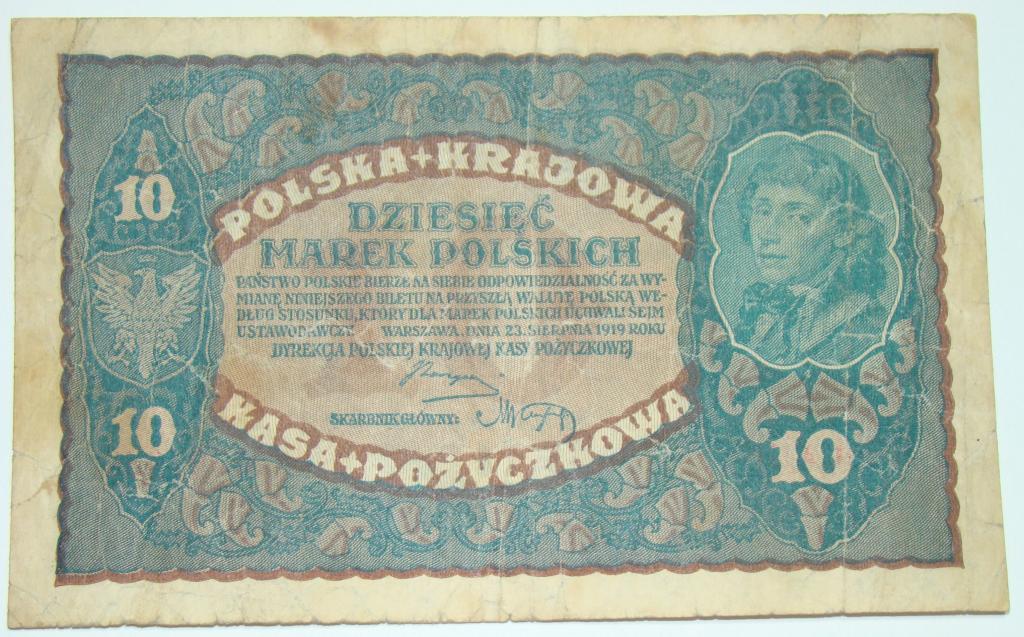 POLSKA+KRAJOWA
10
DZIESIĘĆ
MAREK POLSKICH
PAŃSTWO POLSKIE BIERZE NA SIEBIE ODPOWIEDZIALNOŚĆ ZA WY-
MIANĘ NINIEJSZEGO BILETU NA PRZYSZŁĄ WALUTĘ POLSKĄ WE-
DŁUG STOSUNKU, KTÓRY DLA MAREK POLSKICH UCHWALI SEJM
USTAWODAWCZY. WARSZAWA, DNIA 23. SIERPNIA 1919 ROKU
DYREKCJA POLSKIEJ KRAJOWEJ KASY POŻYCZKOWEJ
SKARBNIK GŁÓWNY:
10
10
KASA+POŻYCZKOWA